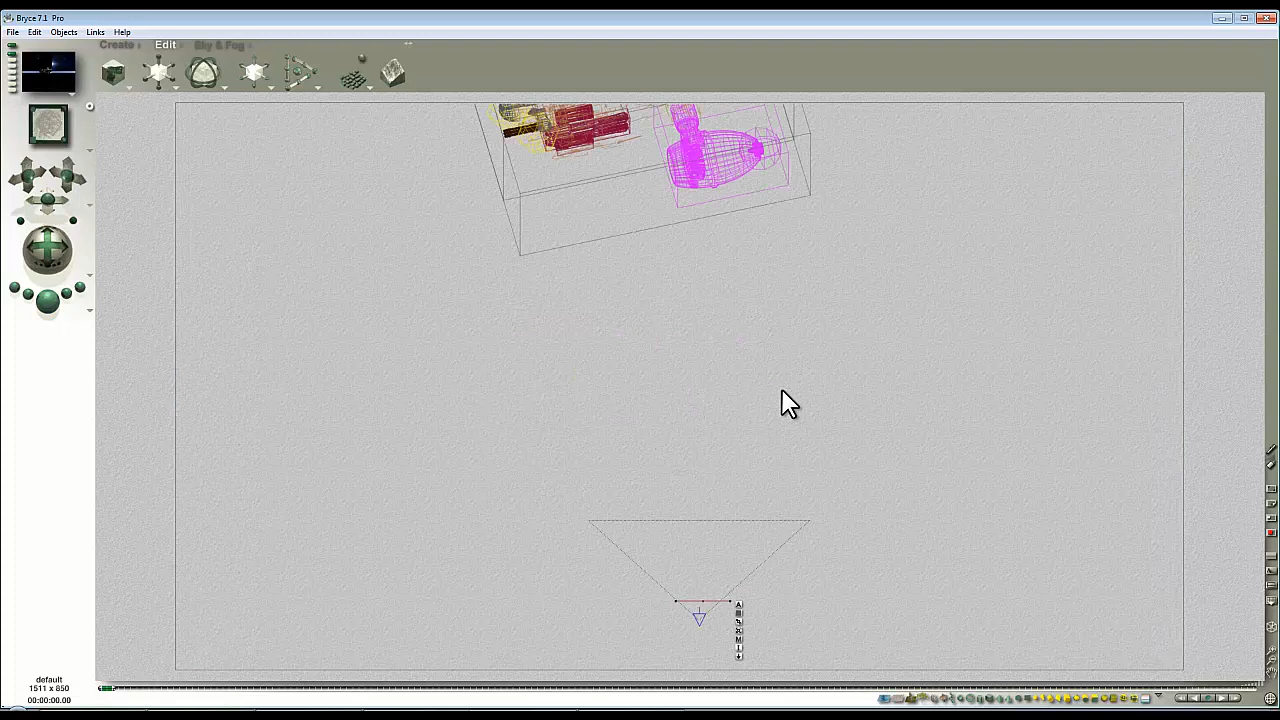 Bryce 7.1 Pro
File Edit Objects Links Help
Create Edit Sky & Fog
A
M
default
1511 x 850
00:00:00.00